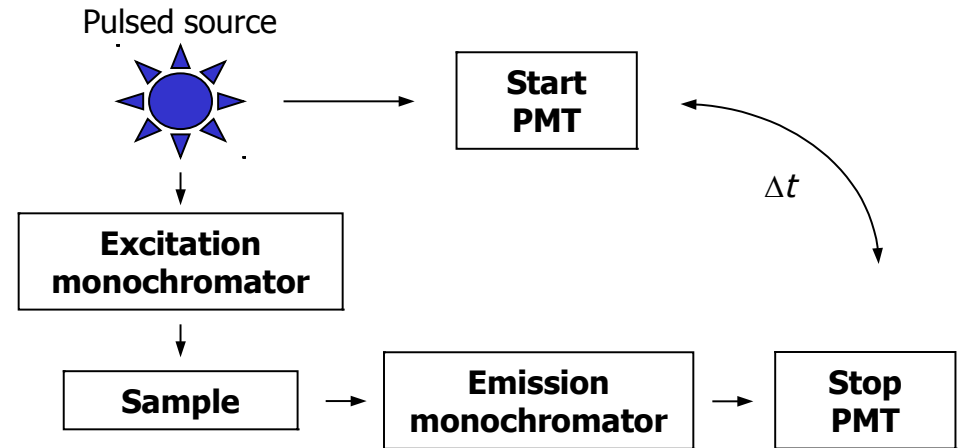 Pulsed source
Start
PMT
Δt
Excitation
monochromator
Sample
Emission
monochromator
Stop
PMT